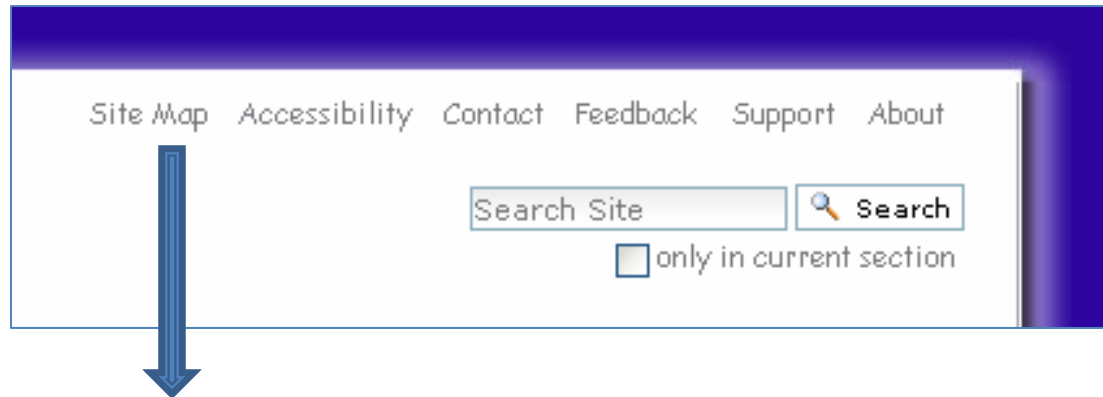 Site Map Accessibility Contact Feedback Support About
Search Site Search
only in current section